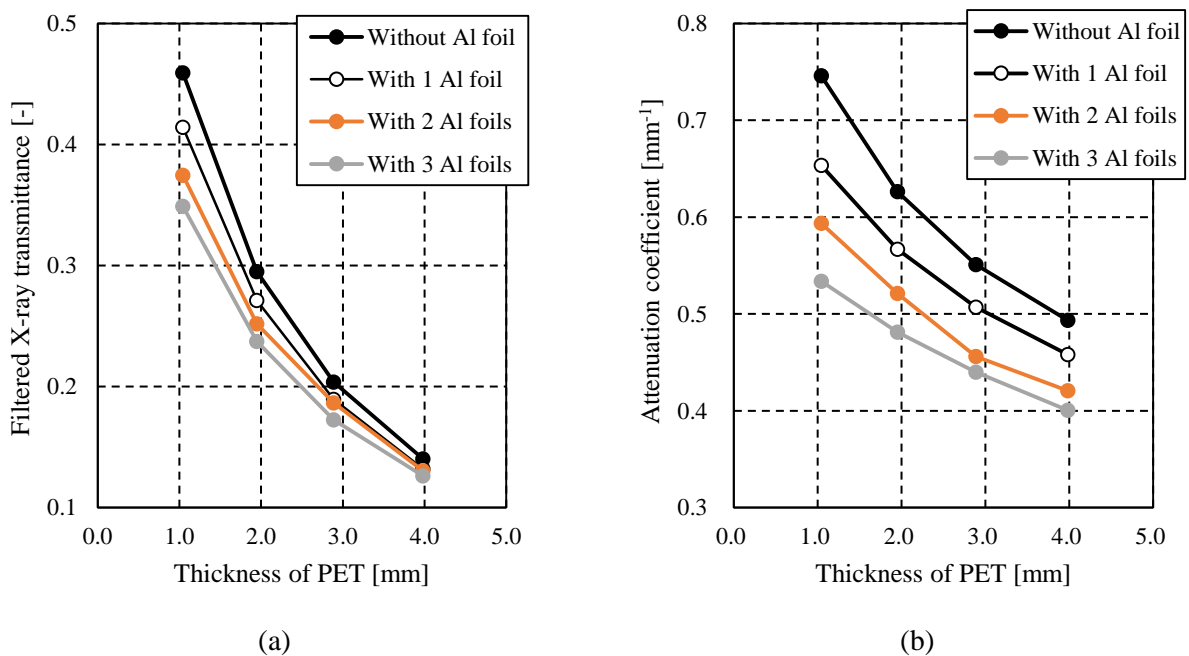 Filtered X-ray transmittance [-]
0.5
0.4
0.3
0.2
0.1
0.0 1.0 2.0 3.0 4.0 5.0
Thickness of PET [mm]
Without Al foil
With 1 Al foil
With 2 Al foils
With 3 Al foils
(a)
Attenuation coefficient [mm-1]
0.8
0.7
0.6
0.5
0.4
0.3
0.0 1.0 2.0 3.0 4.0 5.0
Thickness of PET [mm]
Without Al foil
With 1 Al foil
With 2 Al foils
With 3 Al foils
(b)